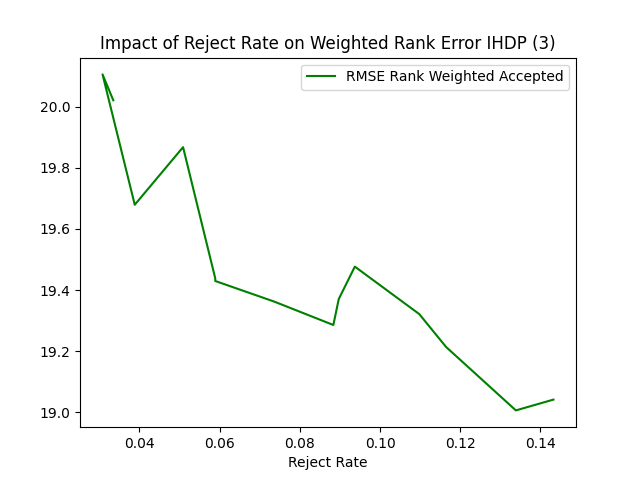 Impact of Reject Rate on Weighted Rank Error IHDP (3)
RMSE Rank Weighted Accepted
20.0
19.8
19.6
19.4
19.2
19.0
0.04 0.06 0.08 0.10 0.12 0.14
Reject Rate